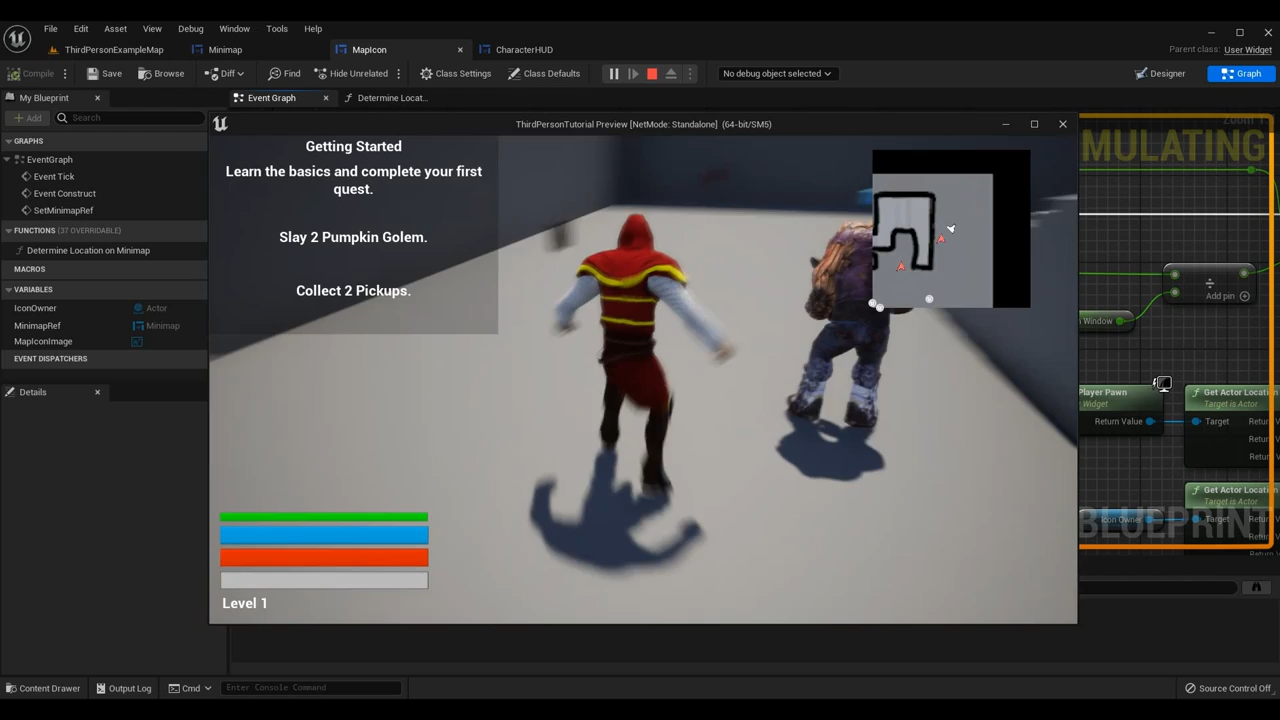 File Edit Asset View Debug Window Tools Help
ThirdPersonExampleMap Minimap MapIcon CharacterHUD
Parent class: User Widget
Compile Save Browse Diff Find Hide Unrelated Class Settings Class Defaults No debug object selected Designer Graph
My Blueprint Event Graph Determine Locat...
Add Search
GRAPHS
EventGraph
Event Tick
Event Construct
SetMinimapRef
FUNCTIONS (37 OVERRIDABLE)
Determine Location on Minimap
MACROS
VARIABLES
IconOwner Actor
MinimapRef Minimap
MapIconImage
EVENT DISPATCHERS
Details
ThirdPersonTutorial Preview [NetMode: Standalone] (64-bit/SM5)
Getting Started
Learn the basics and complete your first
quest.
Slay 2 Pumpkin Golem.
Collect 2 Pickups.
Level 1
MULATING
Add pin
Window
Player Pawn Get Actor Location
Widget Target is Actor
Return Value Target
Get Actor Location
Target is Actor
Icon Owner Target
BLUEPRINT
Content Drawer Output Log Cmd Enter Console Command Source Control Off